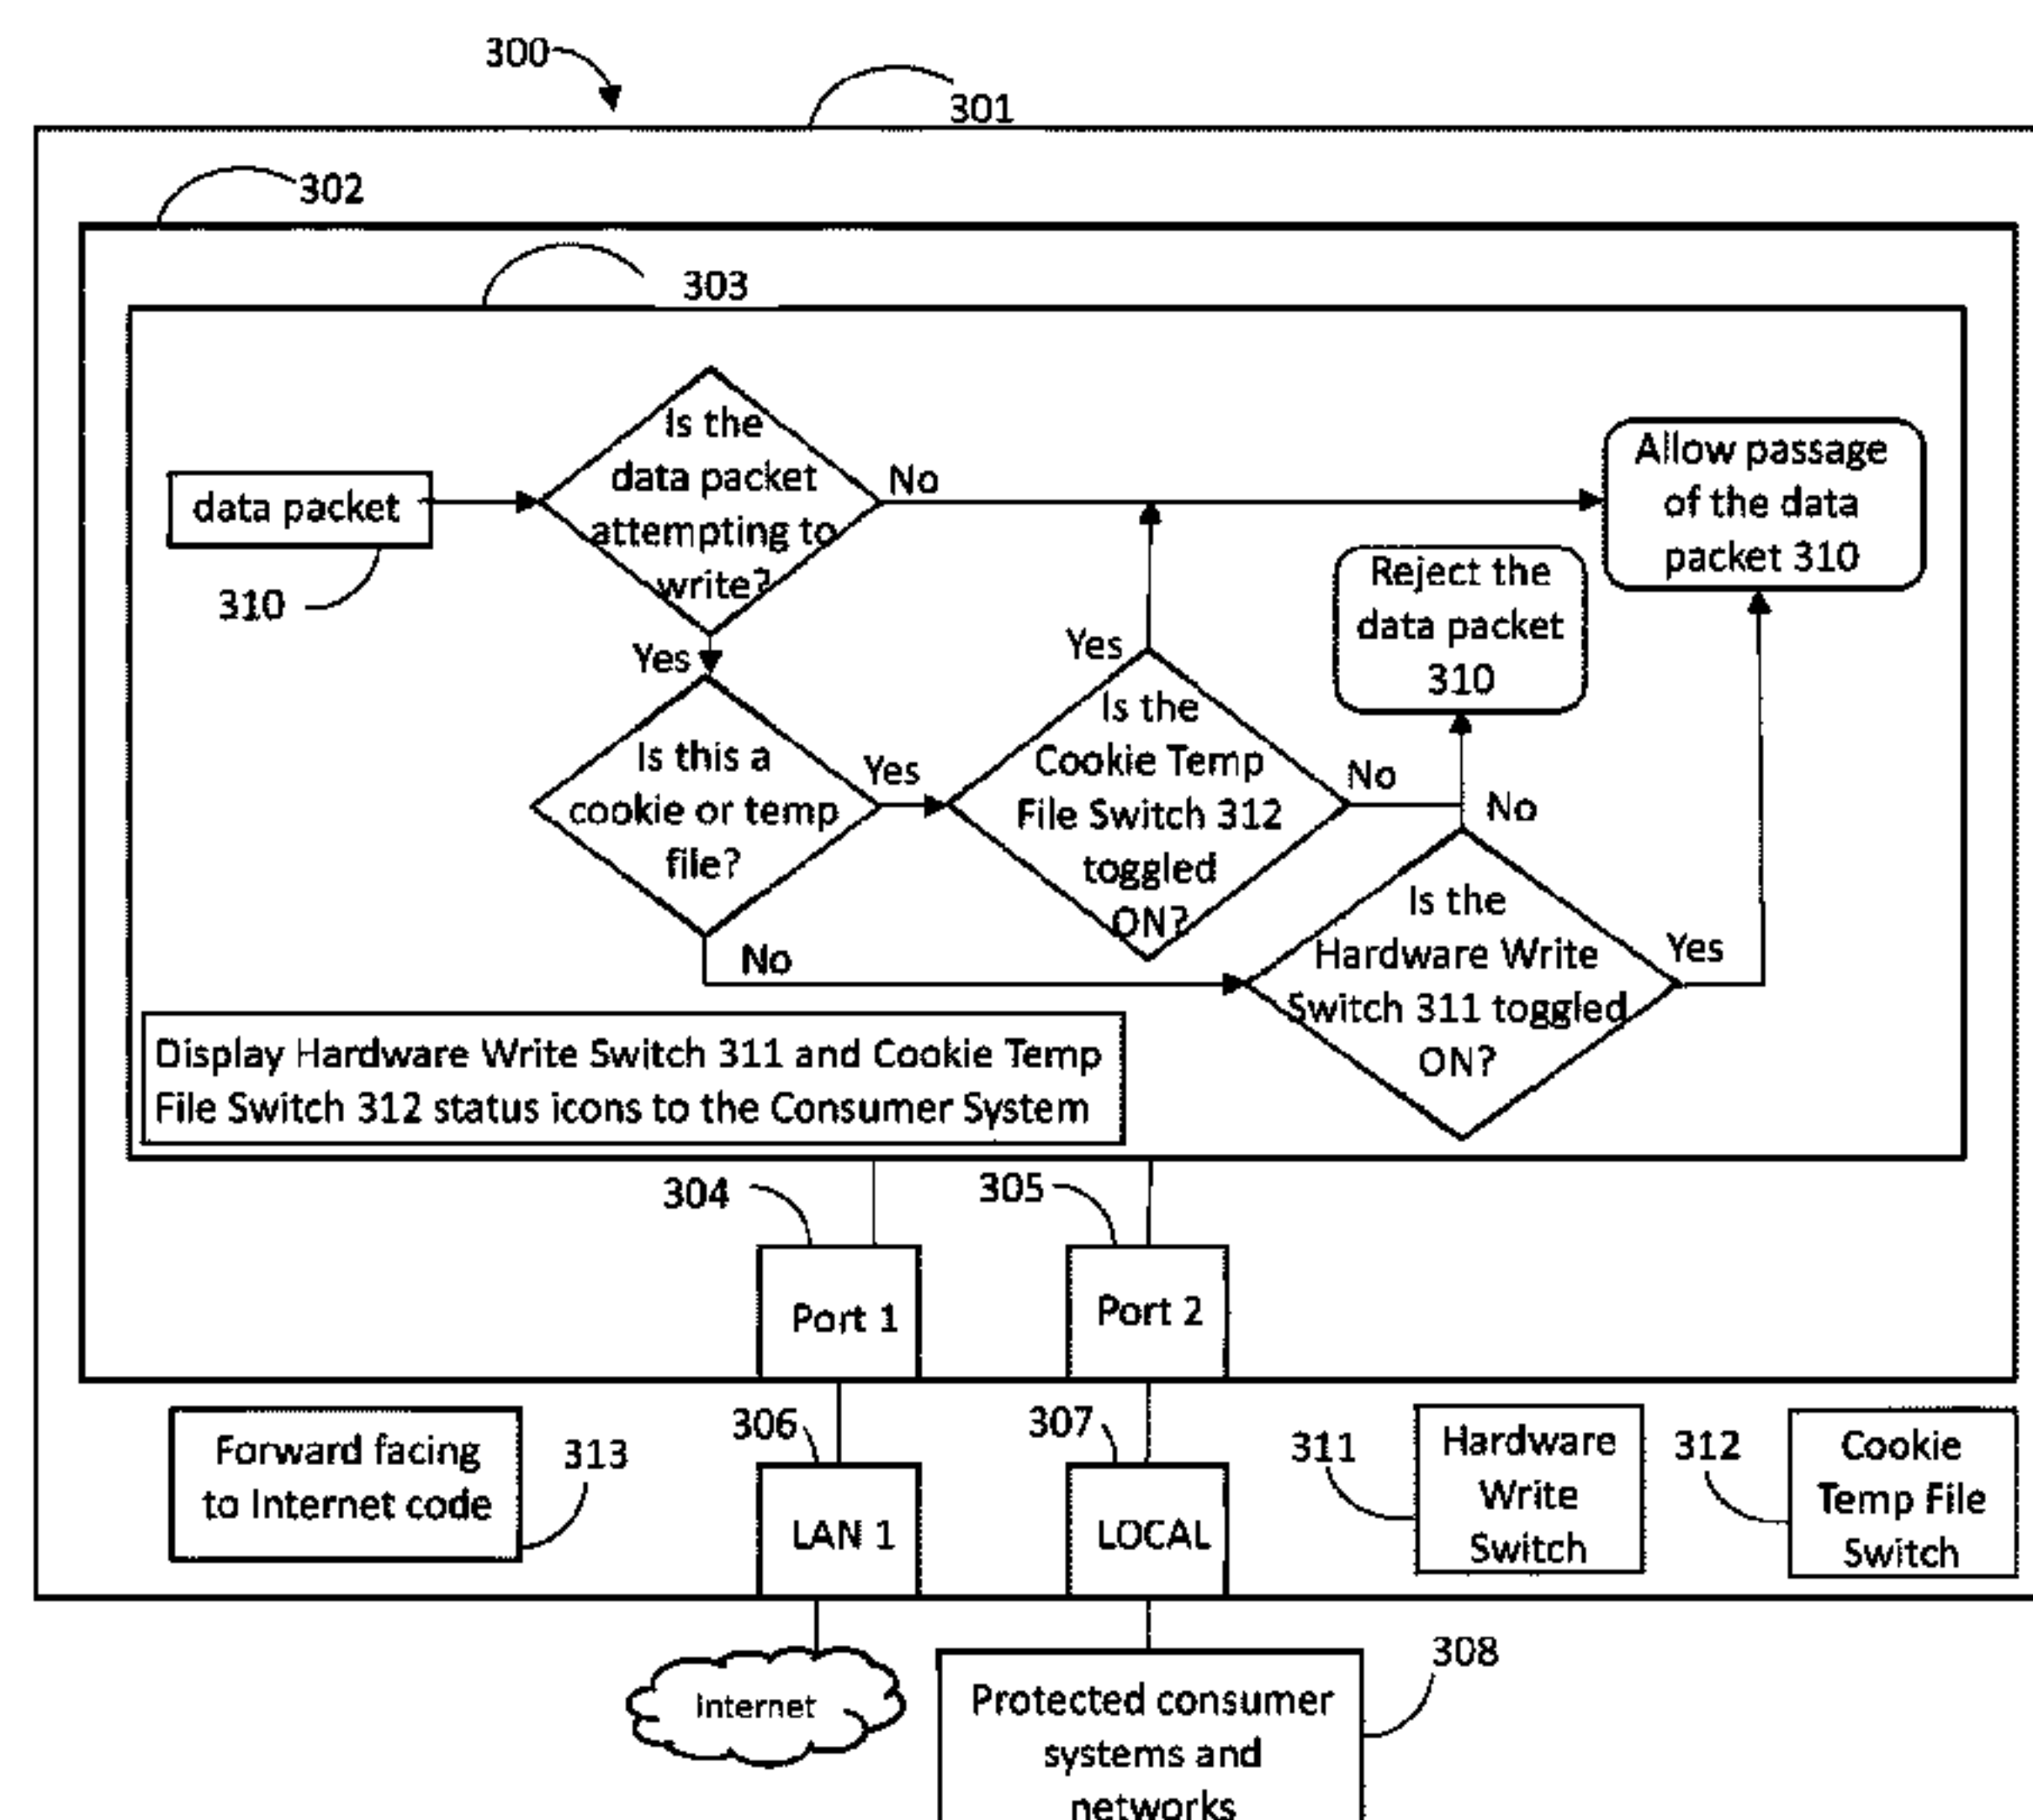 300
301
302
303
data packet
310
Is the
data packet
attempting to
write?
No
Allow passage
of the data
packet 310
Reject the
data packet
310
Yes
Yes
Is this a
cookie or temp
file?
Yes
Is the
Cookie Temp
File Switch 312
toggled
ON?
No
No
No
Is the
Hardware Write
Switch 311 toggled
ON?
Yes
Display Hardware Write Switch 311 and Cookie Temp
File Switch 312 status icons to the Consumer System
304
305
Port 1
Port 2
Forward facing
to Internet code
313
306
LAN 1
307
LOCAL
311
Hardware
Write
Switch
312
Cookie
Temp File
Switch
Internet
308
Protected consumer
systems and
networks